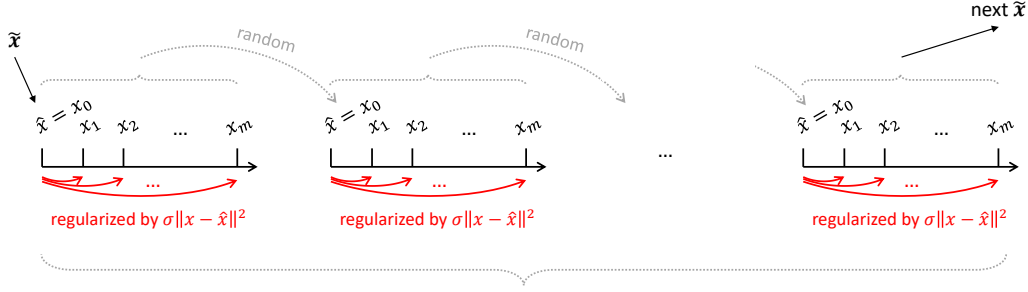 next x̃
x̃
random
random
x̂ = x₀ x₁ x₂ ... xₘ
x̂ = x₀ x₁ x₂ ... xₘ
x̂ = x₀ x₁ x₂ ... xₘ
...
...
...
...
regularized by σ‖x − x̂‖²
regularized by σ‖x − x̂‖²
regularized by σ‖x − x̂‖²